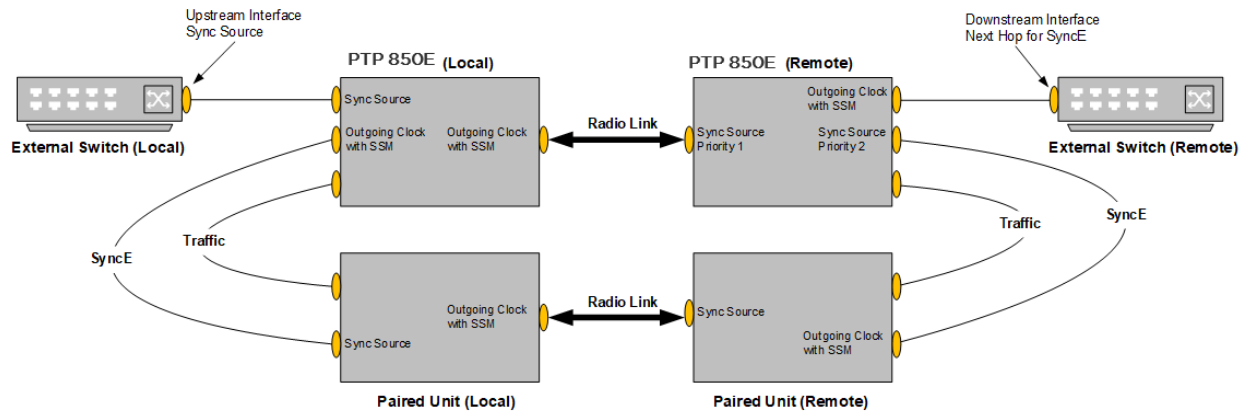 Upstream Interface
Sync Source
Downstream Interface
Next Hop for SyncE
PTP 850E (Local)
PTP 850E (Remote)
Sync Source
Outgoing Clock
with SSM
Outgoing Clock
with SSM
Radio Link
Outgoing Clock
with SSM
Sync Source
Priority 1
Sync Source
Priority 2
External Switch (Local)
External Switch (Remote)
SyncE
Traffic
Traffic
SyncE
Outgoing Clock
with SSM
Sync Source
Radio Link
Sync Source
Outgoing Clock
with SSM
Paired Unit (Local)
Paired Unit (Remote)